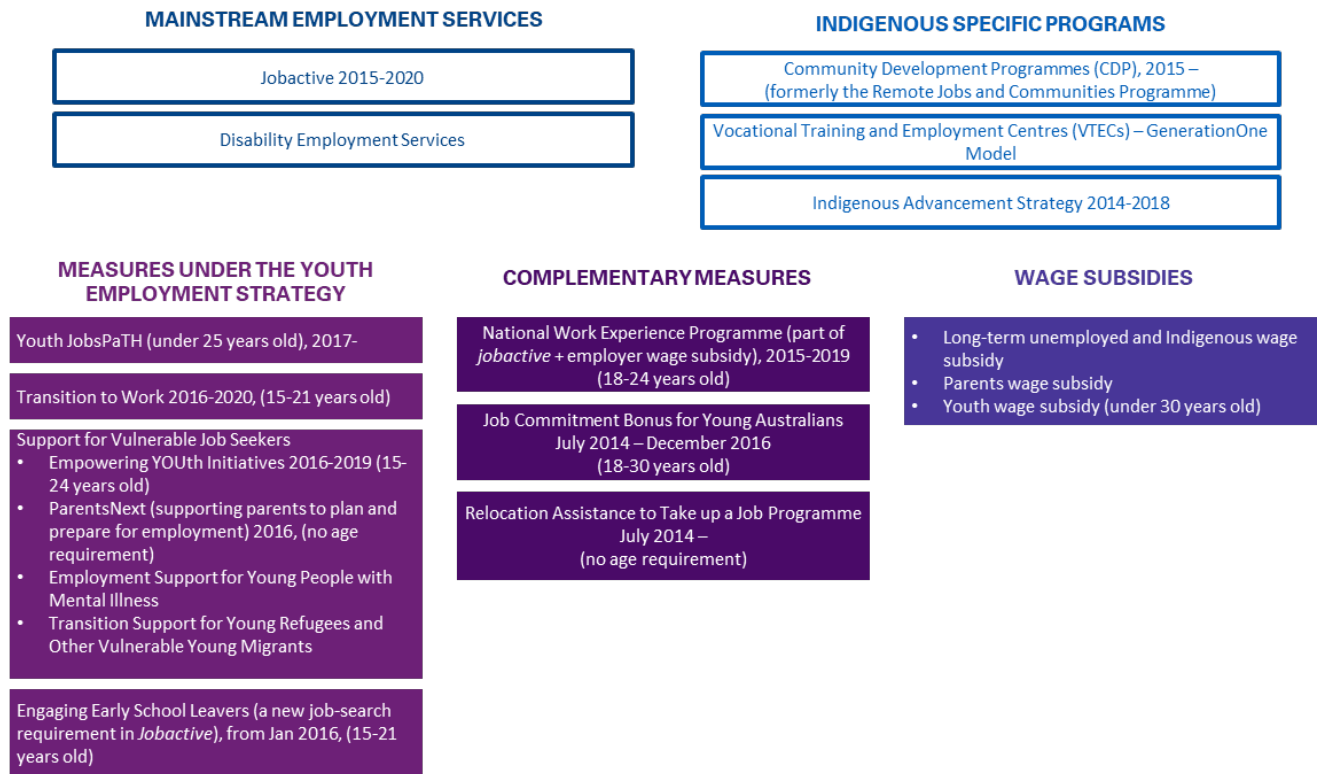 MAINSTREAM EMPLOYMENT SERVICES
Jobactive 2015-2020
Disability Employment Services
INDIGENOUS SPECIFIC PROGRAMS
Community Development Programmes (CDP), 2015 –
(formerly the Remote Jobs and Communities Programme)
Vocational Training and Employment Centres (VTECs) – GenerationOne
Model
Indigenous Advancement Strategy 2014-2018
MEASURES UNDER THE YOUTH
EMPLOYMENT STRATEGY
Youth JobsPaTH (under 25 years old), 2017-
Transition to Work 2016-2020, (15-21 years old)
Support for Vulnerable Job Seekers
• Empowering YOUth Initiatives 2016-2019 (15-
24 years old)
• ParentsNext (supporting parents to plan and
prepare for employment) 2016, (no age
requirement)
• Employment Support for Young People with
Mental Illness
• Transition Support for Young Refugees and
Other Vulnerable Young Migrants
Engaging Early School Leavers (a new job-search
requirement in Jobactive), from Jan 2016, (15-21
years old)
COMPLEMENTARY MEASURES
National Work Experience Programme (part of
jobactive + employer wage subsidy), 2015-2019
(18-24 years old)
Job Commitment Bonus for Young Australians
July 2014 – December 2016
(18-30 years old)
Relocation Assistance to Take up a Job Programme
July 2014 –
(no age requirement)
WAGE SUBSIDIES
• Long-term unemployed and Indigenous wage
subsidy
• Parents wage subsidy
• Youth wage subsidy (under 30 years old)